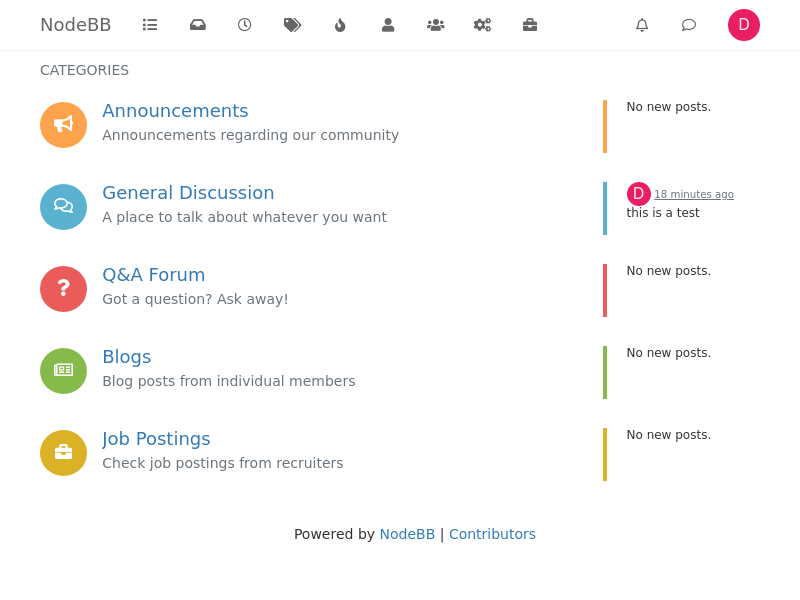 NodeBB
D
CATEGORIES
Announcements
Announcements regarding our community
No new posts.
General Discussion
A place to talk about whatever you want
D 18 minutes ago
this is a test
Q&A Forum
Got a question? Ask away!
No new posts.
Blogs
Blog posts from individual members
No new posts.
Job Postings
Check job postings from recruiters
No new posts.
Powered by NodeBB | Contributors